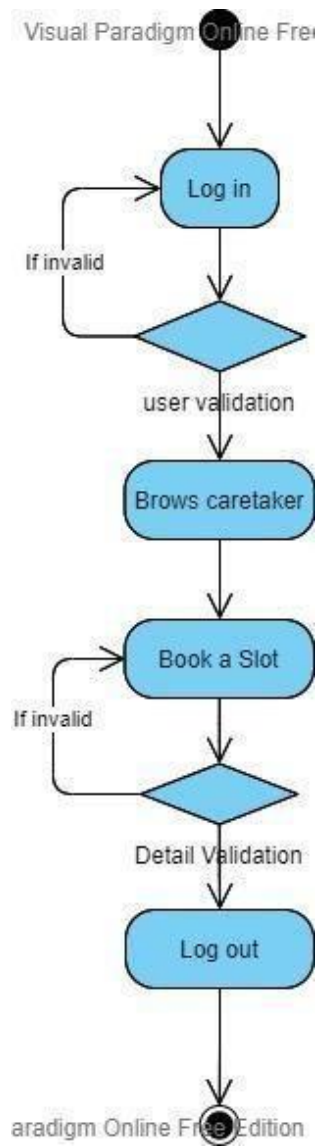 Visual Paradigm Online Free
Log in
If invalid
user validation
Brows caretaker
Book a Slot
If invalid
Detail Validation
Log out
aradigm Online Free Edition